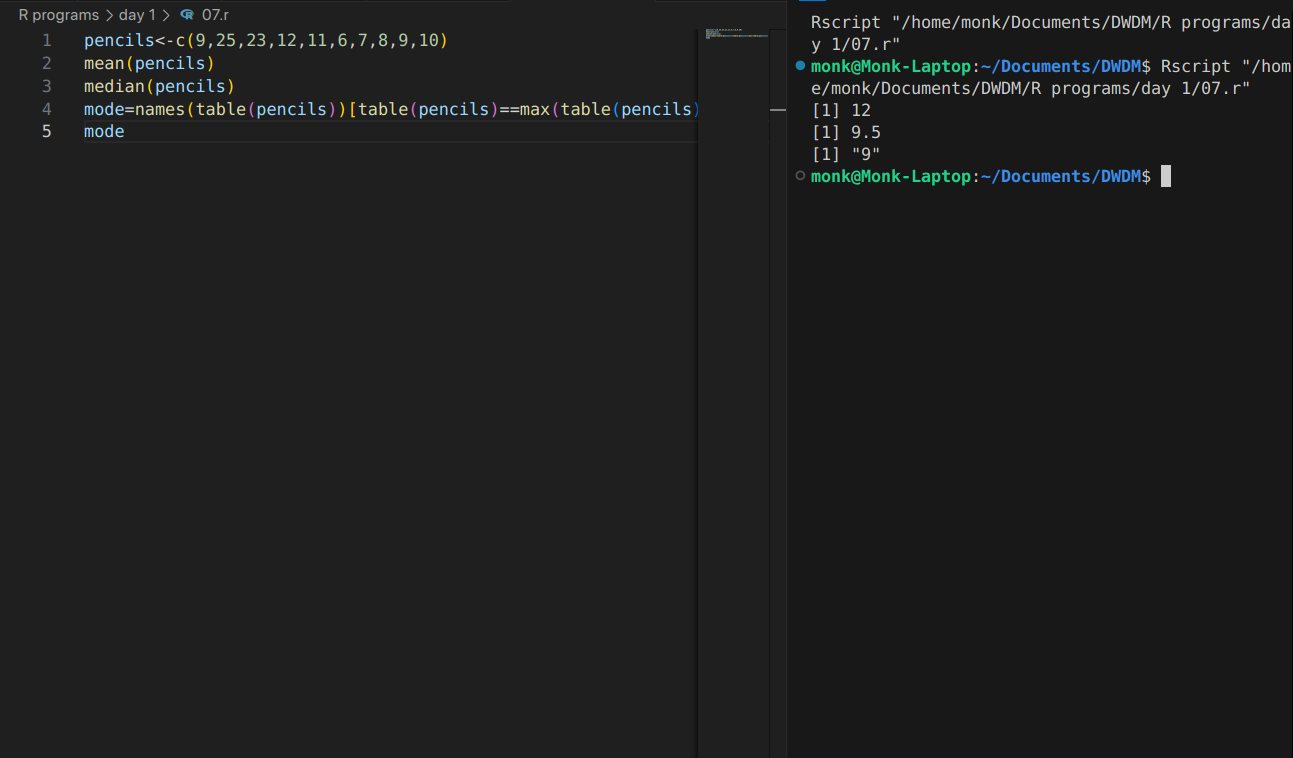 R programs > day 1 > 07.r
1 pencils<-c(9,25,23,12,11,6,7,8,9,10)
2 mean(pencils)
3 median(pencils)
4 mode=names(table(pencils))[table(pencils)==max(table(pencils)
5 mode
Rscript "/home/monk/Documents/DWDM/R programs/da
y 1/07.r"
monk@Monk-Laptop:~/Documents/DWDM$ Rscript "/hom
e/monk/Documents/DWDM/R programs/day 1/07.r"
[1] 12
[1] 9.5
[1] "9"
monk@Monk-Laptop:~/Documents/DWDM$